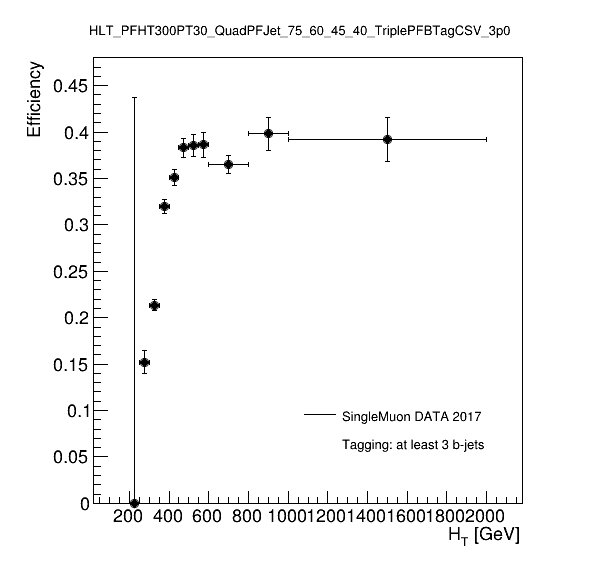 HLT_PFHT300PT30_QuadPFJet_75_60_45_40_TriplePFBTagCSV_3p0
Efficiency
0.45
0.4
0.35
0.3
0.25
0.2
0.15
0.1
0.05
0
SingleMuon DATA 2017
Tagging: at least 3 b-jets
200 400 600 800 1000 1200 1400 1600 1800 2000
H_T [GeV]